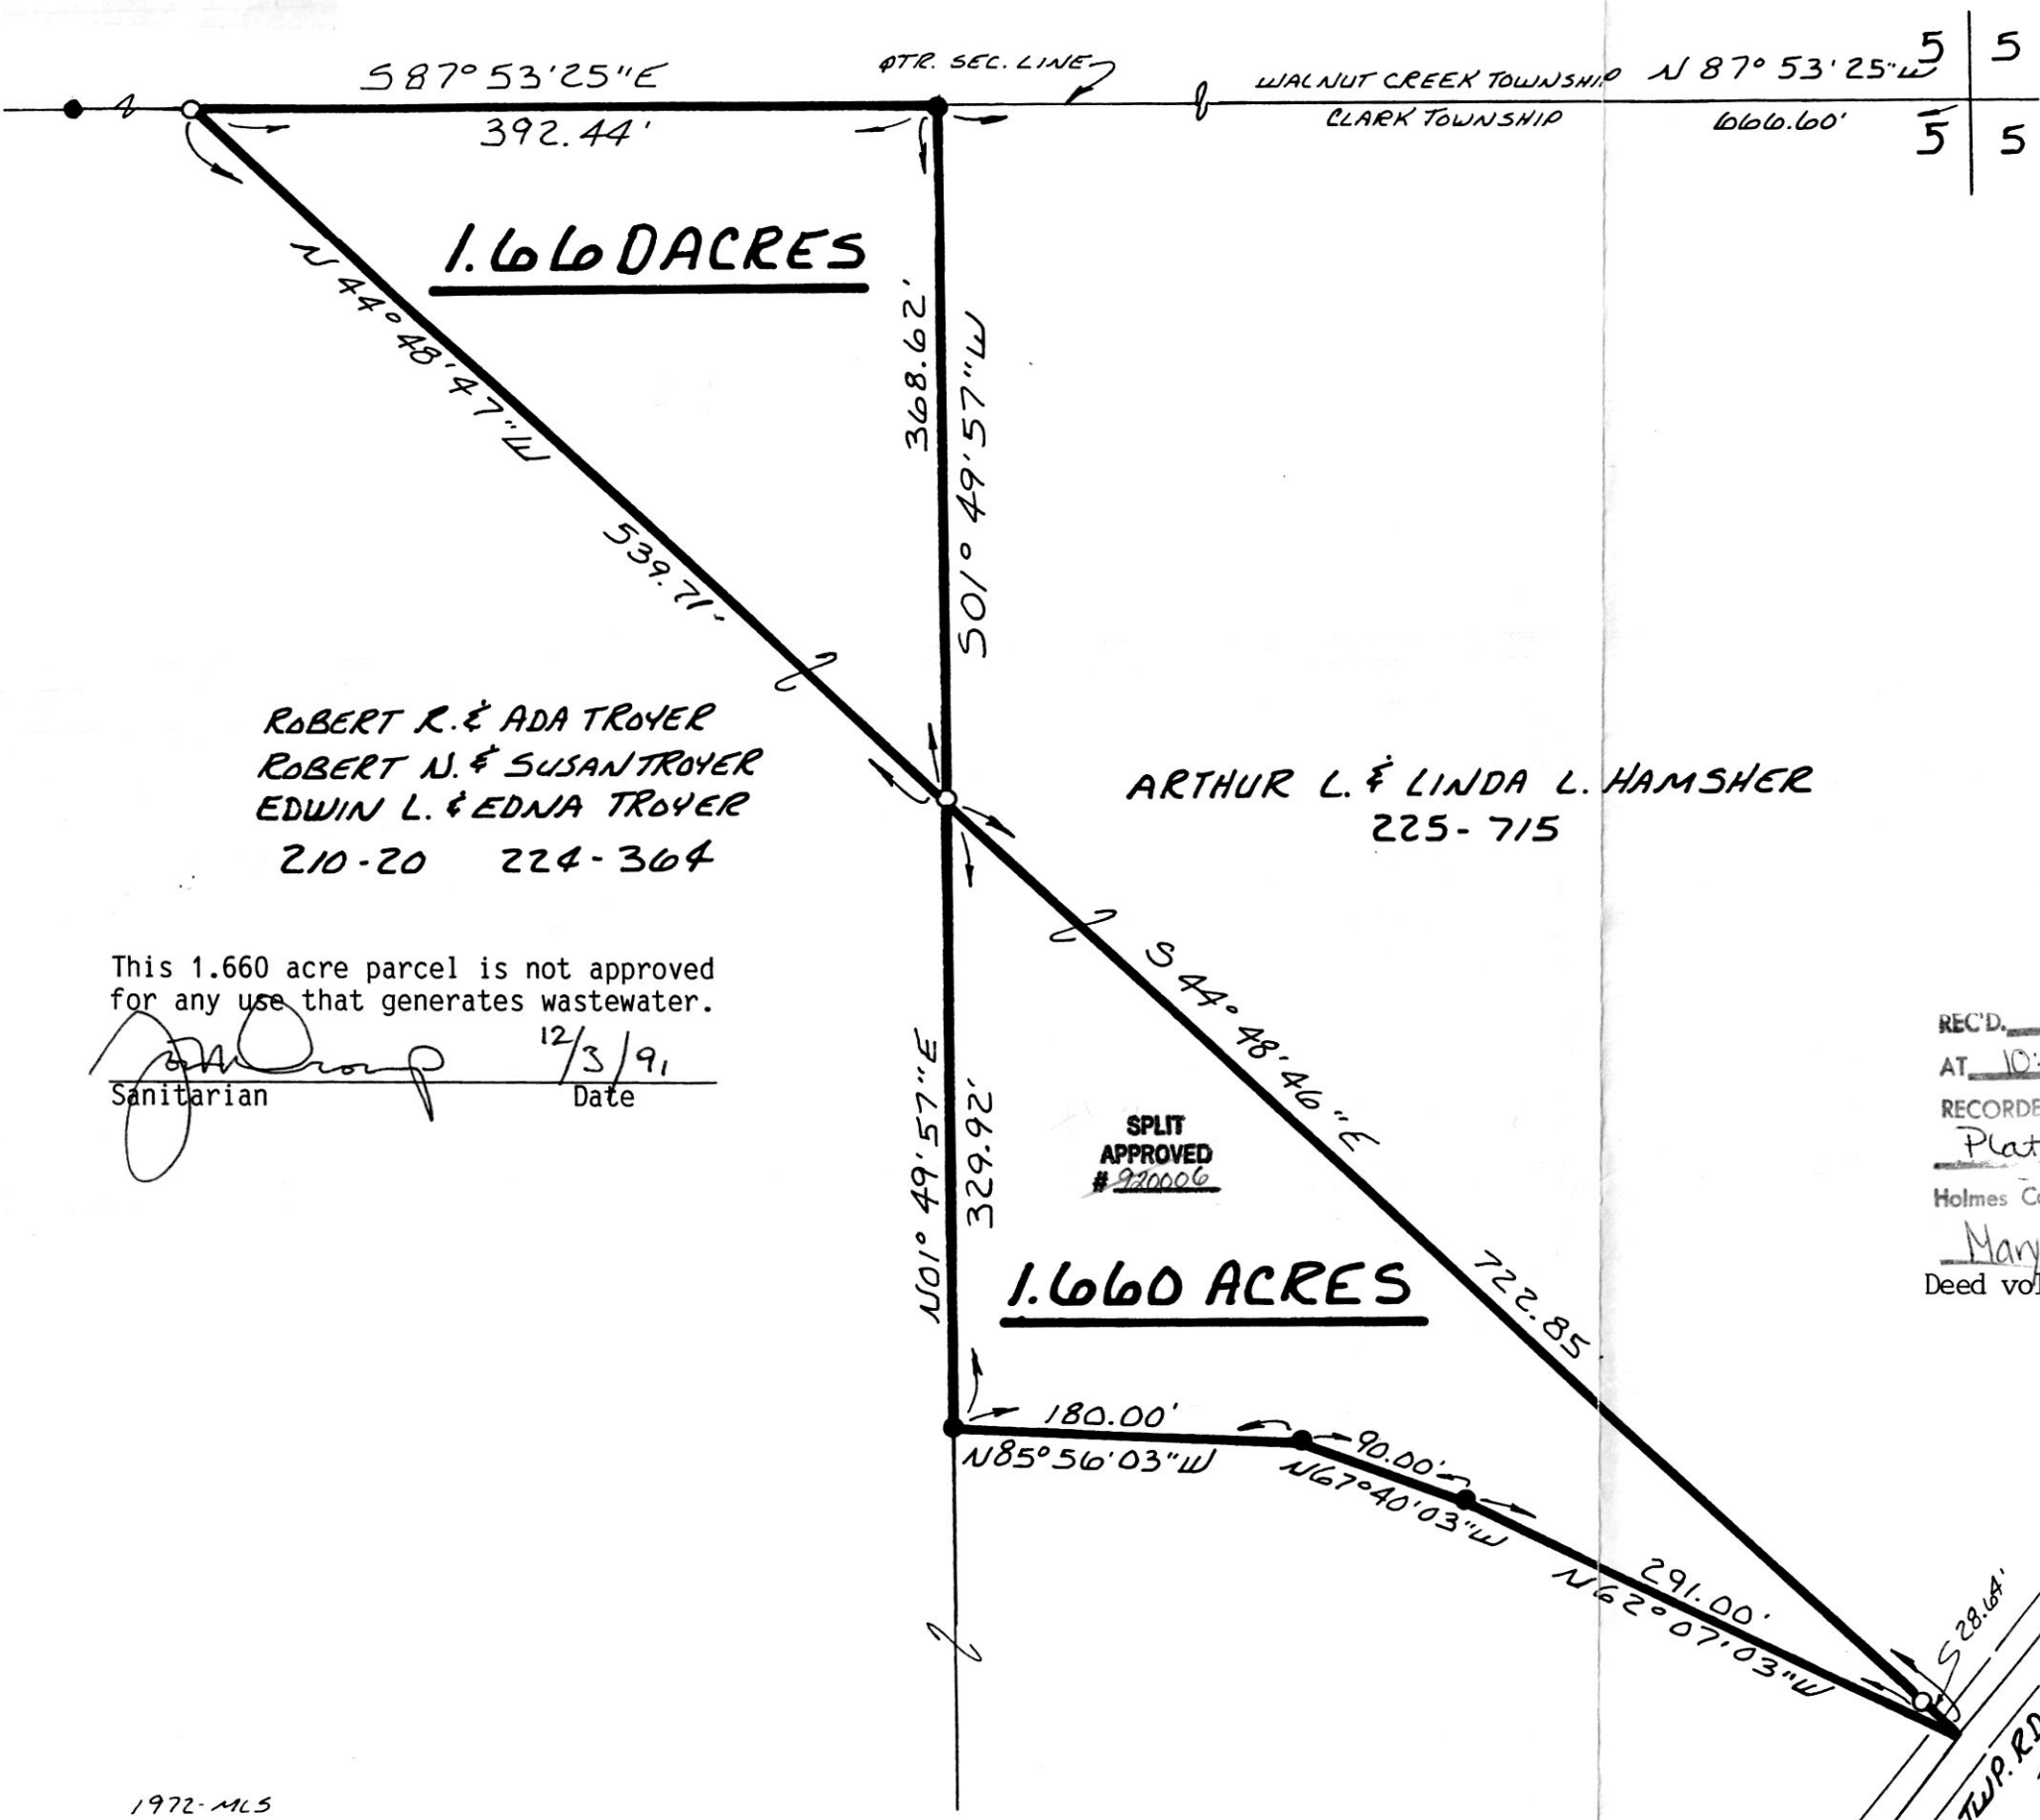 S 87° 53' 25" E
392.44'
QTR. SEC. LINE
WALNUT CREEK TOWNSHIP
N 87° 53' 25" W
CLARK TOWNSHIP
666.60'
5 5
5 5
1.660 ACRES
N 44° 48' 47" W
539.71'
368.62'
S 01° 49' 57" W
ROBERT R. & ADA TROYER
ROBERT N. & SUSAN TROYER
EDWIN L. & EDNA TROYER
210-20 224-364
ARTHUR L. & LINDA L. HAMSHER
225-715
This 1.660 acre parcel is not approved
for any use that generates wastewater.
12/3/91
Sanitarian Date
S 44° 48' 46" E
722.85
N 01° 49' 57" E
329.92'
SPLIT
APPROVED
# 920006
1.660 ACRES
180.00'
N 85° 56' 03" W
90.00'
N 67° 40' 03" W
291.00'
N 62° 07' 03" W
28.64'
TWP. RD.
REC'D.
AT 10:
RECORDE
Plat
Holmes Co
Mary
Deed vol
1972-MLS